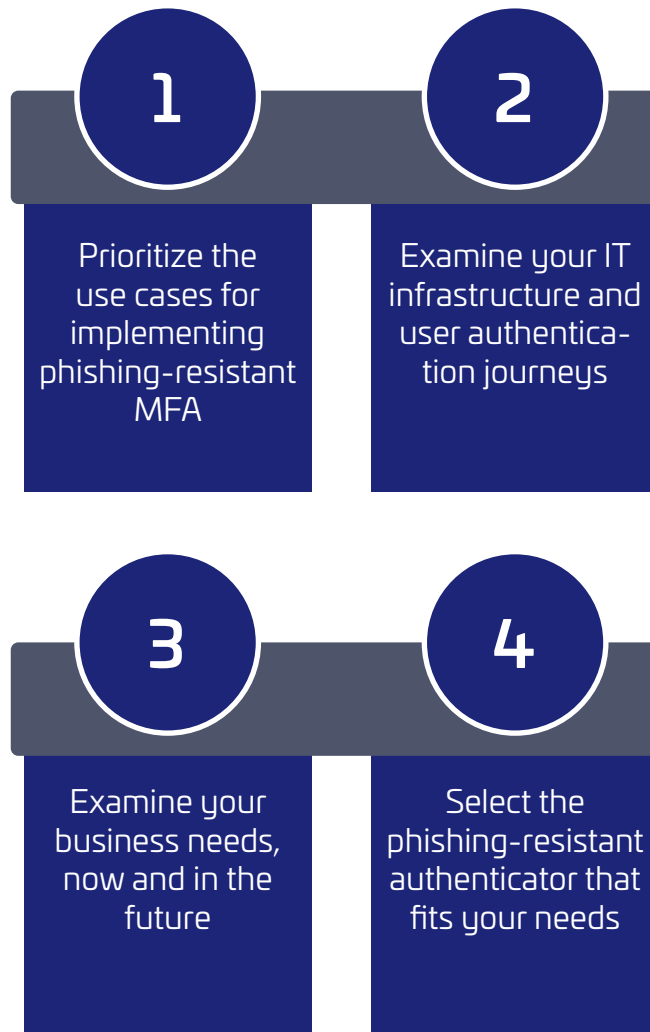 1
Prioritize the
use cases for
implementing
phishing-resistant
MFA
2
Examine your IT
infrastructure and
user authentica-
tion journeys
3
Examine your
business needs,
now and in the
future
4
Select the
phishing-resistant
authenticator that
fits your needs